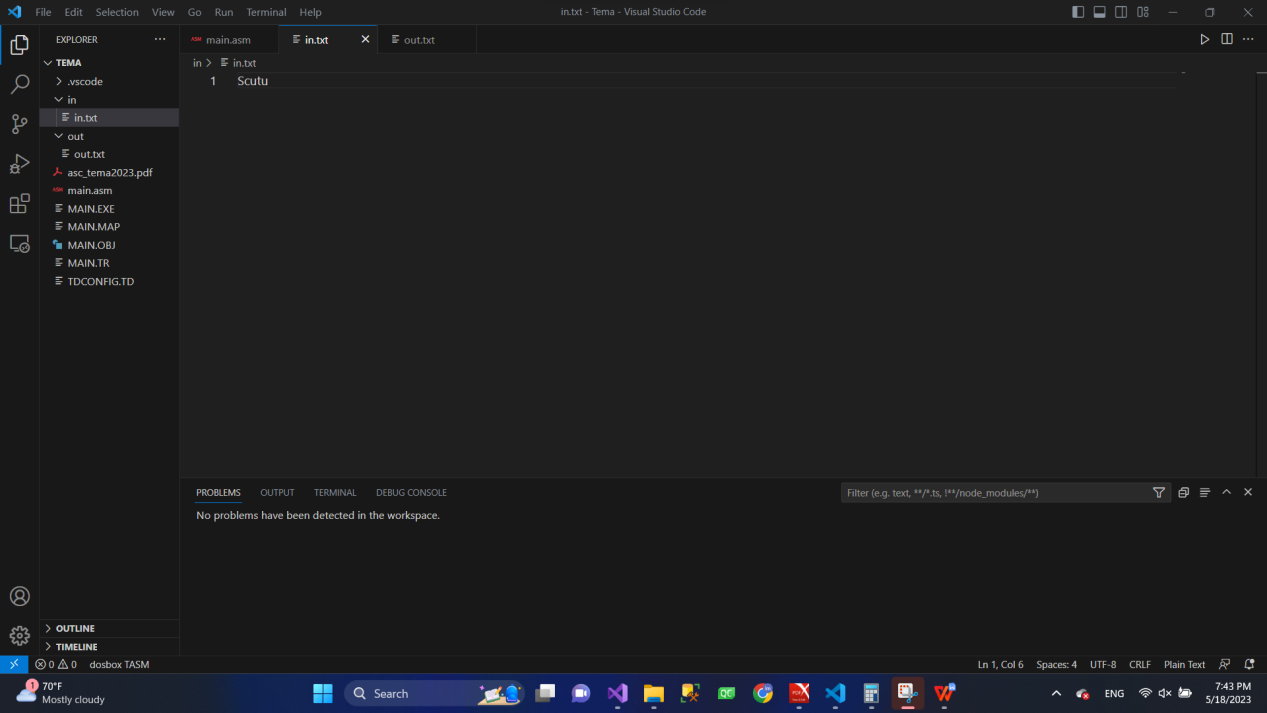 File Edit Selection View Go Run Terminal Help
in.txt - Tema - Visual Studio Code
EXPLORER
TEMA
.vscode
in
in.txt
out
out.txt
asc_tema2023.pdf
ASM main.asm
MAIN.EXE
MAIN.MAP
MAIN.OBJ
MAIN.TR
TDCONFIG.TD
OUTLINE
TIMELINE
ASM main.asm in.txt out.txt
in > in.txt
1 Scutu
PROBLEMS OUTPUT TERMINAL DEBUG CONSOLE
Filter (e.g. text, **/*.ts, !**/node_modules/**)
No problems have been detected in the workspace.
0 0 dosbox TASM
Ln 1, Col 6 Spaces: 4 UTF-8 CRLF Plain Text
1
70°F
Mostly cloudy
Search
QC
ENG
7:43 PM
5/18/2023